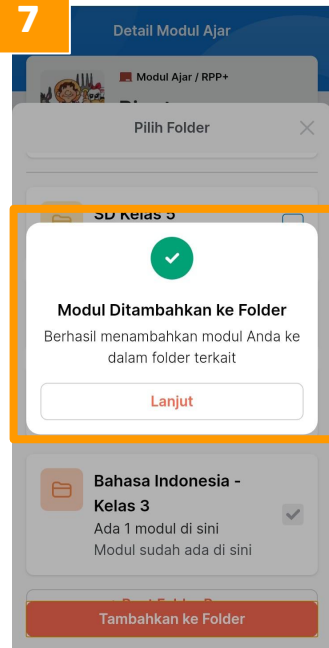 7
Detail Modul Ajar
Modul Ajar / RPP+
Pilih Folder
SD Kelas 5
Modul Ditambahkan ke Folder
Berhasil menambahkan modul Anda ke
dalam folder terkait
Lanjut
Bahasa Indonesia -
Kelas 3
Ada 1 modul di sini
Modul sudah ada di sini
Tambahkan ke Folder